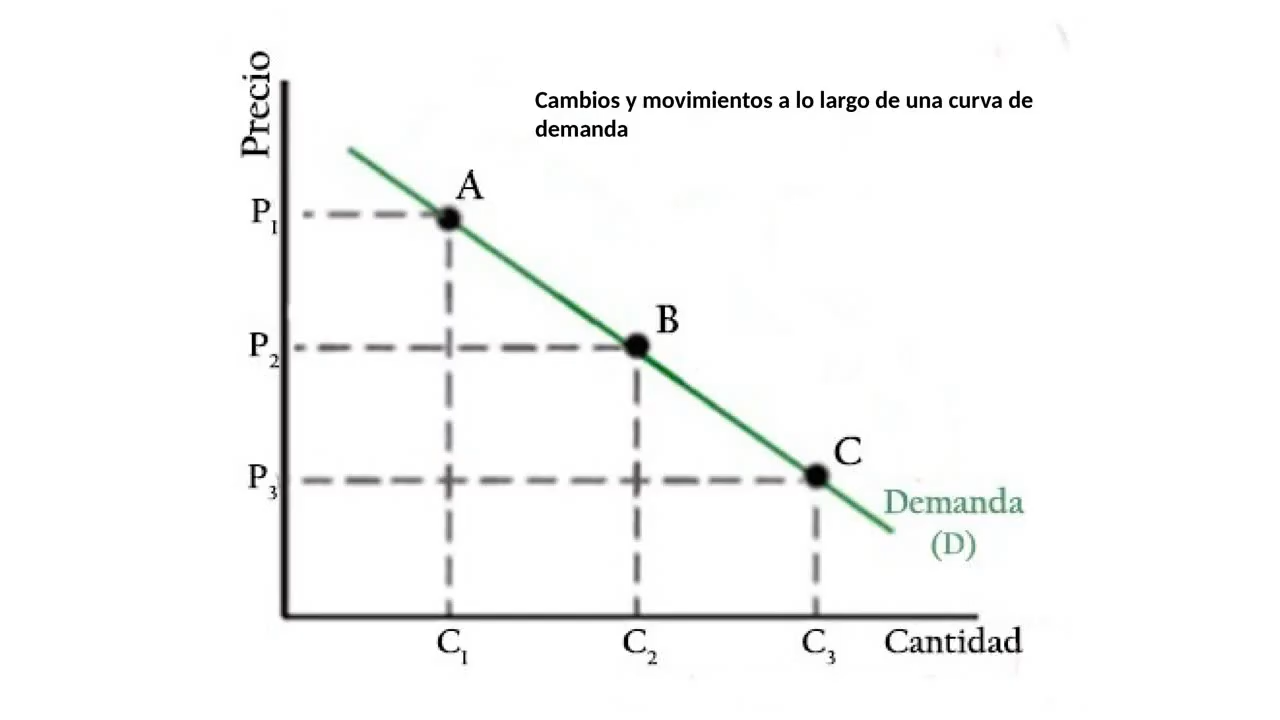 Precio
Cambios y movimientos a lo largo de una curva de
demanda
A
P₁
B
P₂
C
P₃
Demanda
(D)
C₁ C₂ C₃ Cantidad